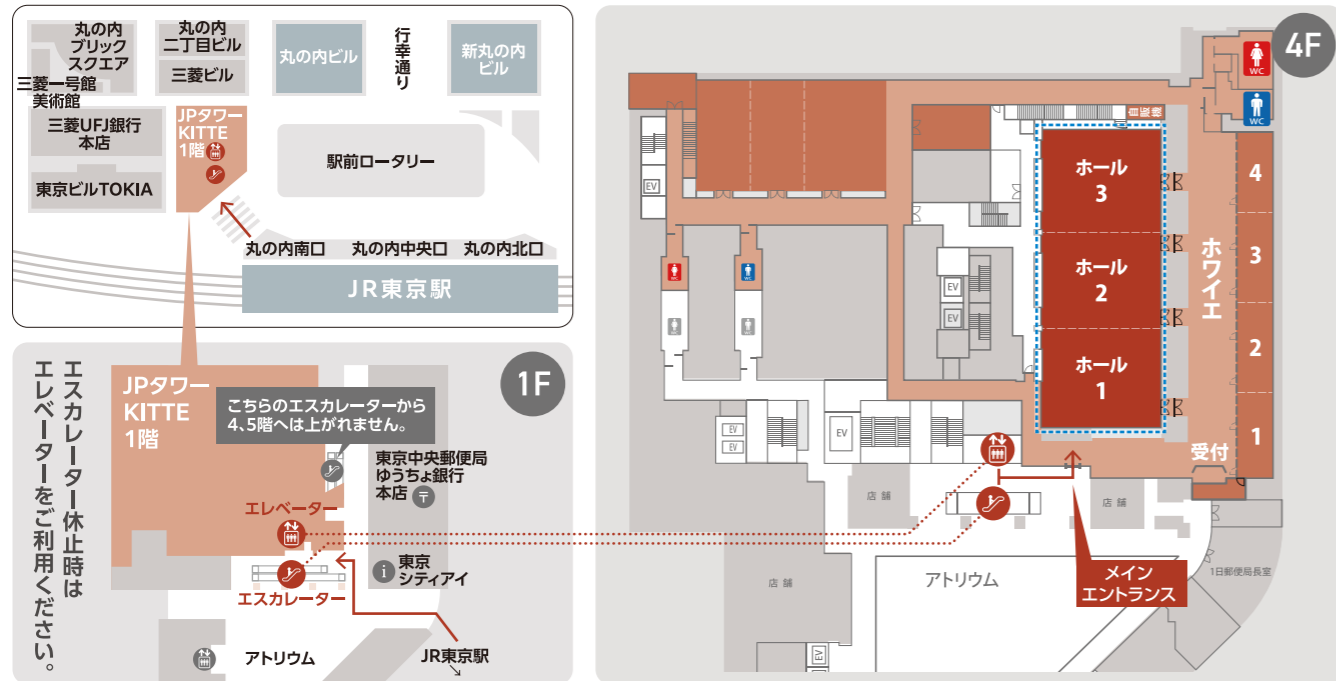 丸の内
ブリック
スクエア
丸の内
二丁目ビル
三菱ビル
丸の内ビル
行幸通り
新丸の内
ビル
三菱一号館
美術館
三菱UFJ銀行
本店
東京ビルTOKIA
JPタワー
KITTE
1階
駅前ロータリー
丸の内南口
丸の内中央口
丸の内北口
JR東京駅
エスカレーター休止時は
エレベーターをご利用ください。
1F
JPタワー
KITTE
1階
こちらのエスカレーターから
4、5階へは上がれません。
東京中央郵便局
ゆうちょ銀行
本店 〒
エレベーター
i 東京
シティアイ
エスカレーター
アトリウム
JR東京駅
4F
WC
WC
自販機
EV
ホール
3
4
WC
WC
ホール
2
3
ホワイエ
EV
EV
WC
WC
2
ホール
1
EV
EV
EV
1
受付
店舗
店舗
店舗
アトリウム
メイン
エントランス
1日郵便局長室
EV
EV